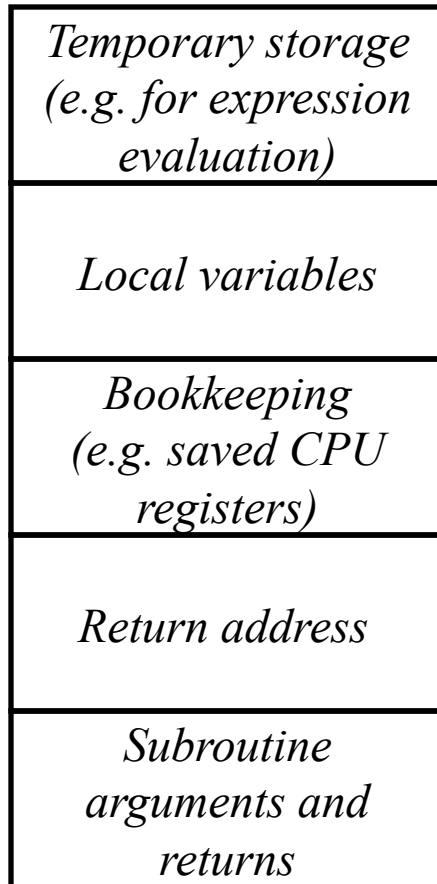 Temporary storage
(e.g. for expression
evaluation)
Local variables
Bookkeeping
(e.g. saved CPU
registers)
Return address
Subroutine
arguments and
returns